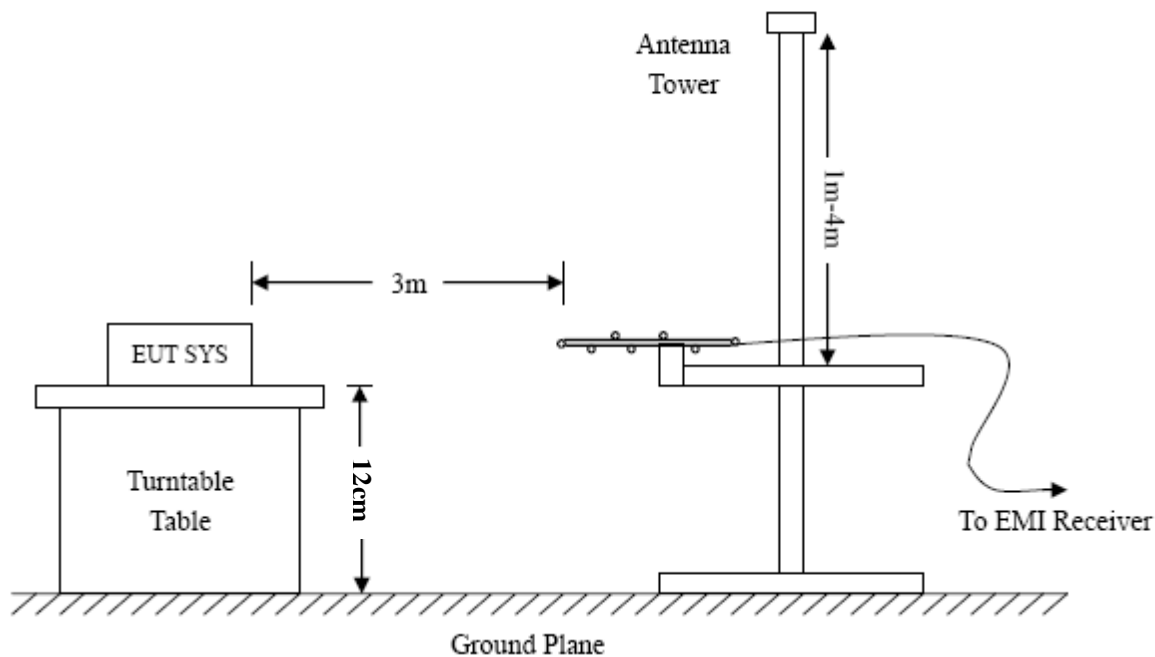 Antenna
Tower
1m-4m
3m
EUT SYS
12cm
Turntable
Table
To EMI Receiver
Ground Plane